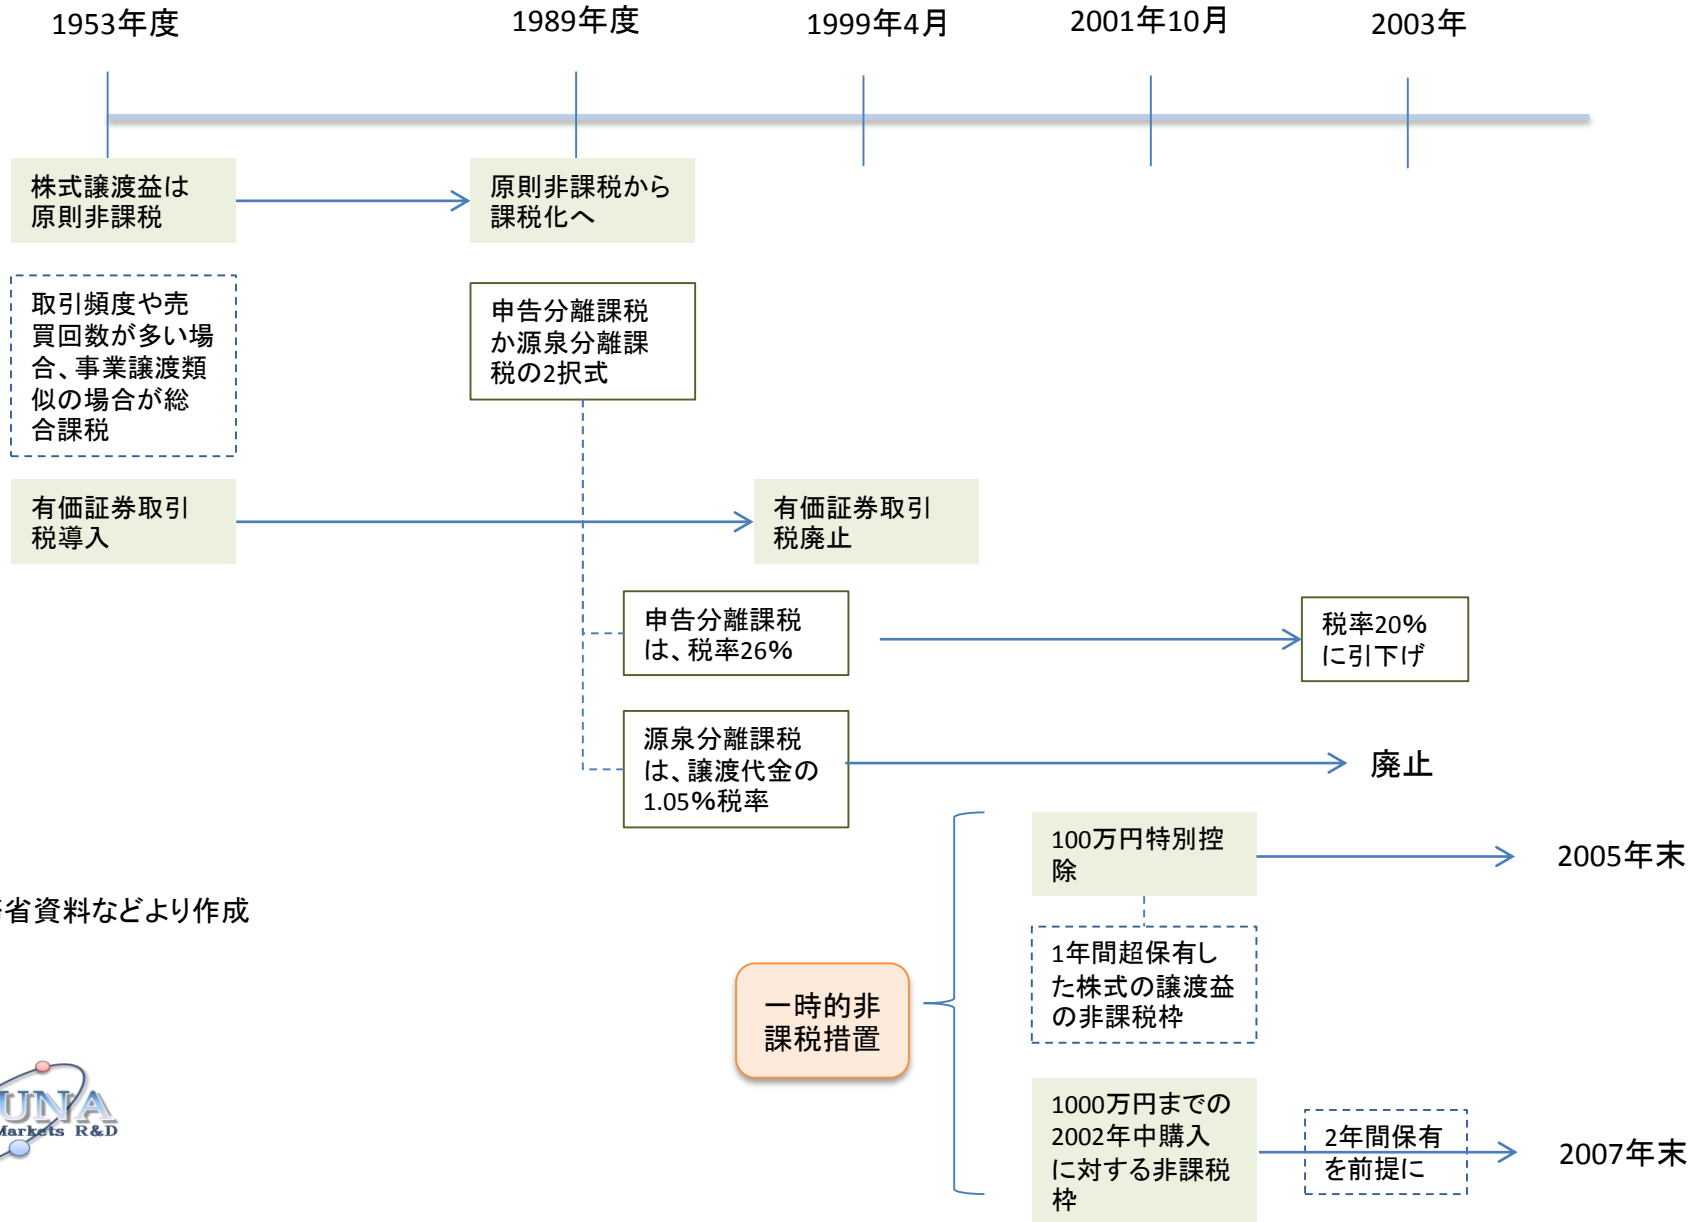 1953年度
1989年度
1999年4月
2001年10月
2003年
株式譲渡益は
原則非課税
原則非課税から
課税化へ
取引頻度や売
買回数が多い場
合、事業譲渡類
似の場合が総
合課税
申告分離課税
か源泉分離課
税の2択式
有価証券取引
税導入
有価証券取引
税廃止
申告分離課税
は、税率26%
税率20%
に引下げ
源泉分離課税
は、譲渡代金の
1.05%税率
廃止
100万円特別控
除
2005年末
省資料などより作成
1年間超保有し
た株式の譲渡益
の非課税枠
一時的非
課税措置
1000万円までの
2002年中購入
に対する非課税
枠
2年間保有
を前提に
2007年末
UNA
Markets R&D